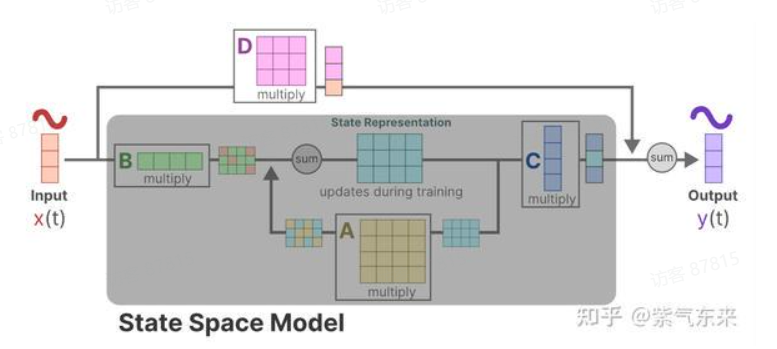 D
multiply
State Representation
B
multiply
sum
updates during training
C
multiply
sum
Input
x(t)
Output
y(t)
A
multiply
State Space Model
知乎 @紫气东来
访客 87815